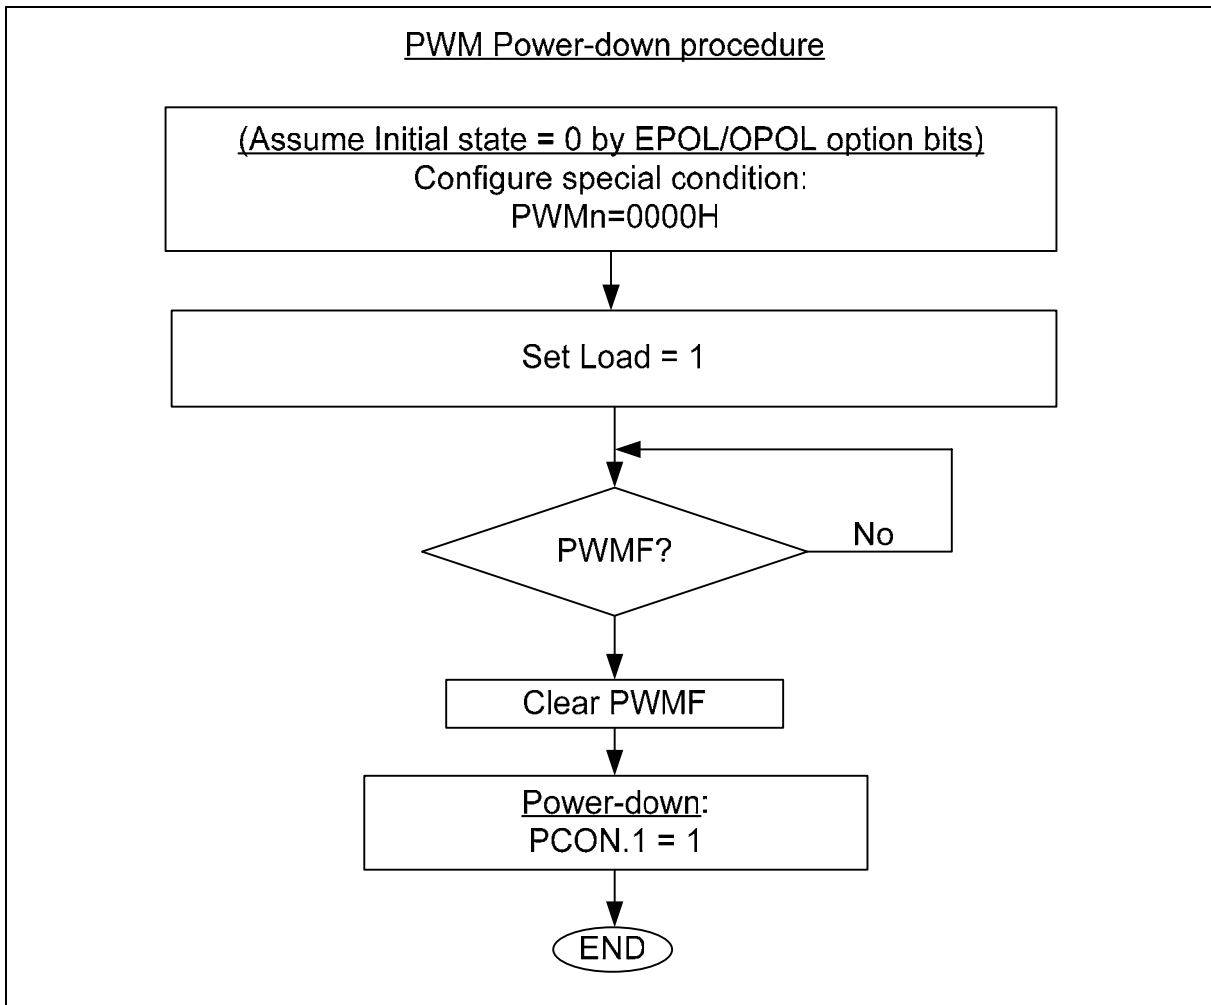 PWM Power-down procedure
(Assume Initial state = 0 by EPOL/OPOL option bits)
Configure special condition:
PWMn=0000H
Set Load = 1
PWMF?
No
Clear PWMF
Power-down:
PCON.1 = 1
END